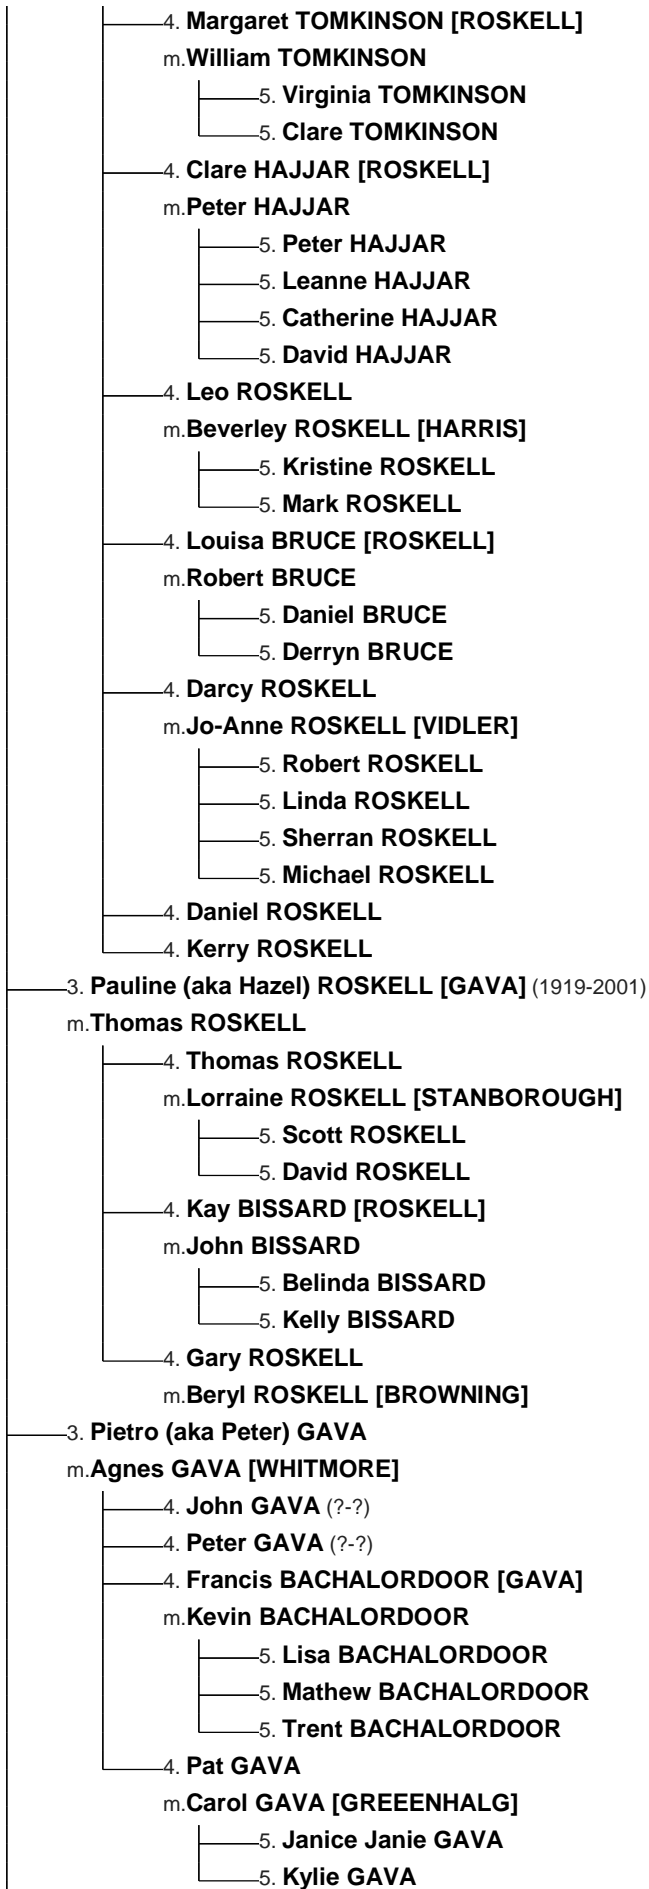 4. Margaret TOMKINSON [ROSKELL]
m.William TOMKINSON
5. Virginia TOMKINSON
5. Clare TOMKINSON
4. Clare HAJJAR [ROSKELL]
m.Peter HAJJAR
5. Peter HAJJAR
5. Leanne HAJJAR
5. Catherine HAJJAR
5. David HAJJAR
4. Leo ROSKELL
m.Beverley ROSKELL [HARRIS]
5. Kristine ROSKELL
5. Mark ROSKELL
4. Louisa BRUCE [ROSKELL]
m.Robert BRUCE
5. Daniel BRUCE
5. Derryn BRUCE
4. Darcy ROSKELL
m.Jo-Anne ROSKELL [VIDLER]
5. Robert ROSKELL
5. Linda ROSKELL
5. Sherran ROSKELL
5. Michael ROSKELL
4. Daniel ROSKELL
4. Kerry ROSKELL
3. Pauline (aka Hazel) ROSKELL [GAVA] (1919-2001)
m.Thomas ROSKELL
4. Thomas ROSKELL
m.Lorraine ROSKELL [STANBOROUGH]
5. Scott ROSKELL
5. David ROSKELL
4. Kay BISSARD [ROSKELL]
m.John BISSARD
5. Belinda BISSARD
5. Kelly BISSARD
4. Gary ROSKELL
m.Beryl ROSKELL [BROWNING]
3. Pietro (aka Peter) GAVA
m.Agnes GAVA [WHITMORE]
4. John GAVA (?-?)
4. Peter GAVA (?-?)
4. Francis BACHALORDOOR [GAVA]
m.Kevin BACHALORDOOR
5. Lisa BACHALORDOOR
5. Mathew BACHALORDOOR
5. Trent BACHALORDOOR
4. Pat GAVA
m.Carol GAVA [GREEENHALG]
5. Janice Janie GAVA
5. Kylie GAVA